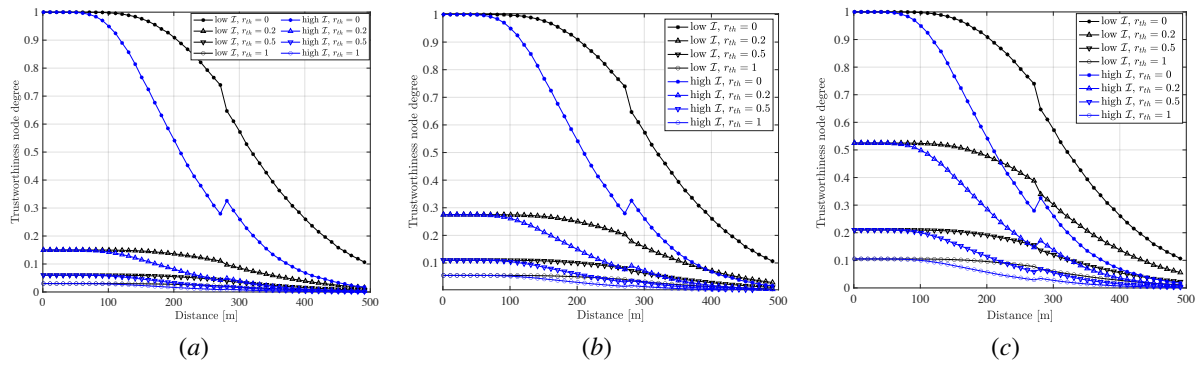 Trustworthiness node degree
1
0.9
0.8
0.7
0.6
0.5
0.4
0.3
0.2
0.1
0
0 100 200 300 400 500
Distance [m]
low ℐ, r_th = 0
low ℐ, r_th = 0.2
low ℐ, r_th = 0.5
low ℐ, r_th = 1
high ℐ, r_th = 0
high ℐ, r_th = 0.2
high ℐ, r_th = 0.5
high ℐ, r_th = 1
(a)
Trustworthiness node degree
1
0.9
0.8
0.7
0.6
0.5
0.4
0.3
0.2
0.1
0 100 200 300 400 500
Distance [m]
low ℐ, r_th = 0
low ℐ, r_th = 0.2
low ℐ, r_th = 0.5
low ℐ, r_th = 1
high ℐ, r_th = 0
high ℐ, r_th = 0.2
high ℐ, r_th = 0.5
high ℐ, r_th = 1
(b)
Trustworthiness node degree
1
0.9
0.8
0.7
0.6
0.5
0.4
0.3
0.2
0.1
0
0 100 200 300 400 500
Distance [m]
low ℐ, r_th = 0
low ℐ, r_th = 0.2
low ℐ, r_th = 0.5
low ℐ, r_th = 1
high ℐ, r_th = 0
high ℐ, r_th = 0.2
high ℐ, r_th = 0.5
high ℐ, r_th = 1
(c)